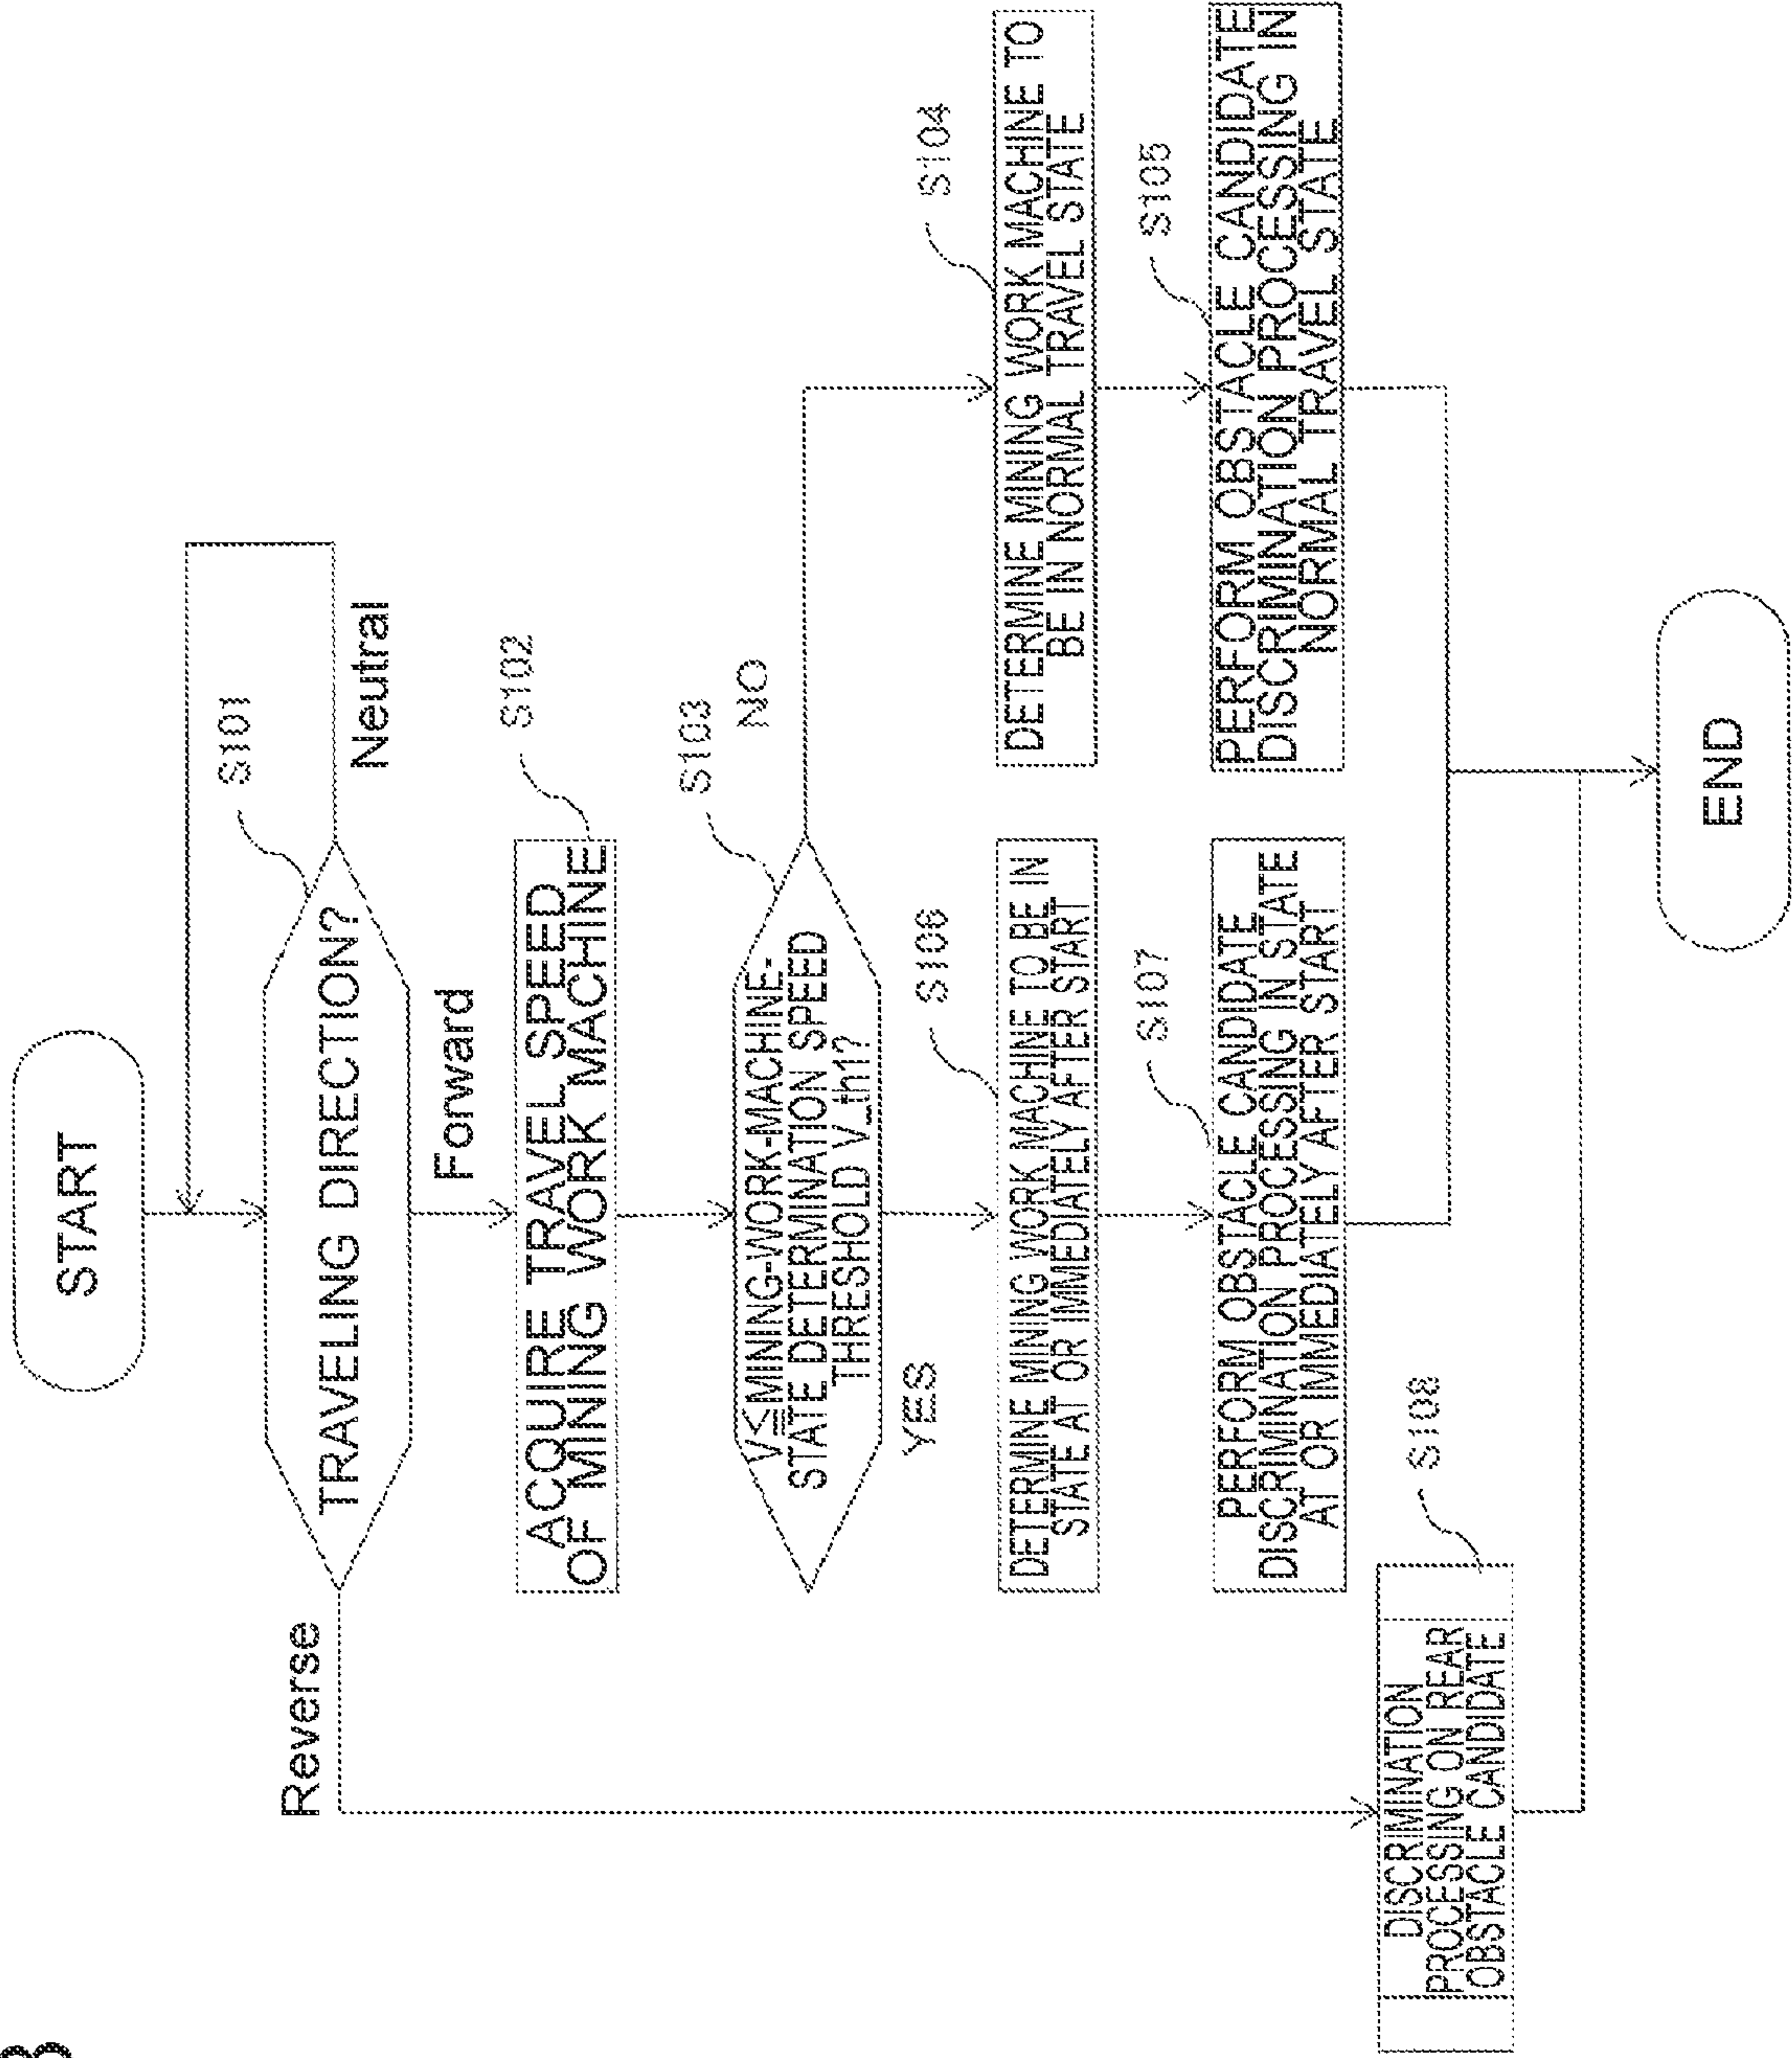 START
TRAVELING DIRECTION?
S101
Neutral
Reverse
Forward
ACQUIRE TRAVEL SPEED
OF MINING WORK MACHINE
S102
V≦MINING-WORK-MACHINE-
STATE DETERMINATION SPEED
THRESHOLD V_th1?
S103
NO
YES
DETERMINE MINING WORK MACHINE TO BE IN
STATE AT OR IMMEDIATELY AFTER START
S106
DETERMINE MINING WORK MACHINE TO
BE IN NORMAL TRAVEL STATE
S104
PERFORM OBSTACLE CANDIDATE
DISCRIMINATION PROCESSING IN STATE
AT OR IMMEDIATELY AFTER START
S107
PERFORM OBSTACLE CANDIDATE
DISCRIMINATION PROCESSING IN
NORMAL TRAVEL STATE
S105
DISCRIMINATION
PROCESSING ON REAR
OBSTACLE CANDIDATE
S108
END